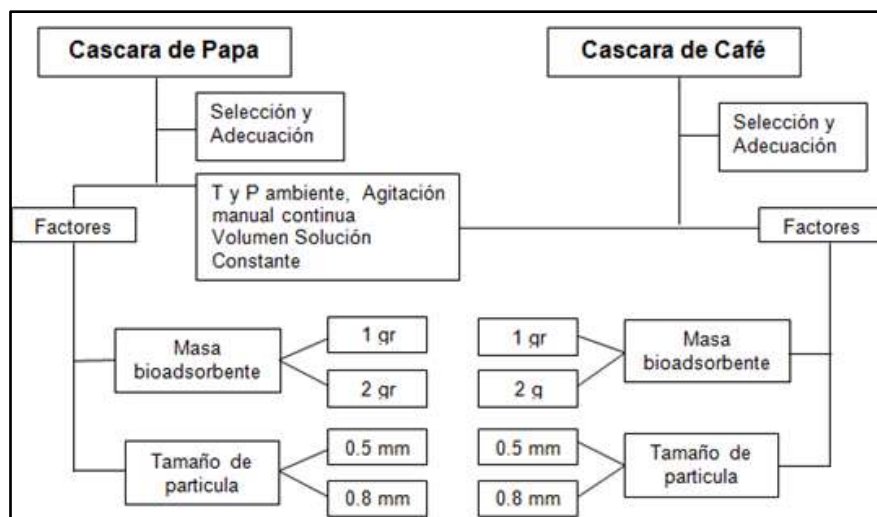 Cascara de Papa
Cascara de Café
Selección y
Adecuación
Selección y
Adecuación
T y P ambiente, Agitación
manual continua
Volumen Solución
Constante
Factores
Factores
Masa
bioadsorbente
1 gr
2 gr
1 gr
2 g
Masa
bioadsorbente
Tamaño de
particula
0.5 mm
0.8 mm
0.5 mm
0.8 mm
Tamaño de
particula